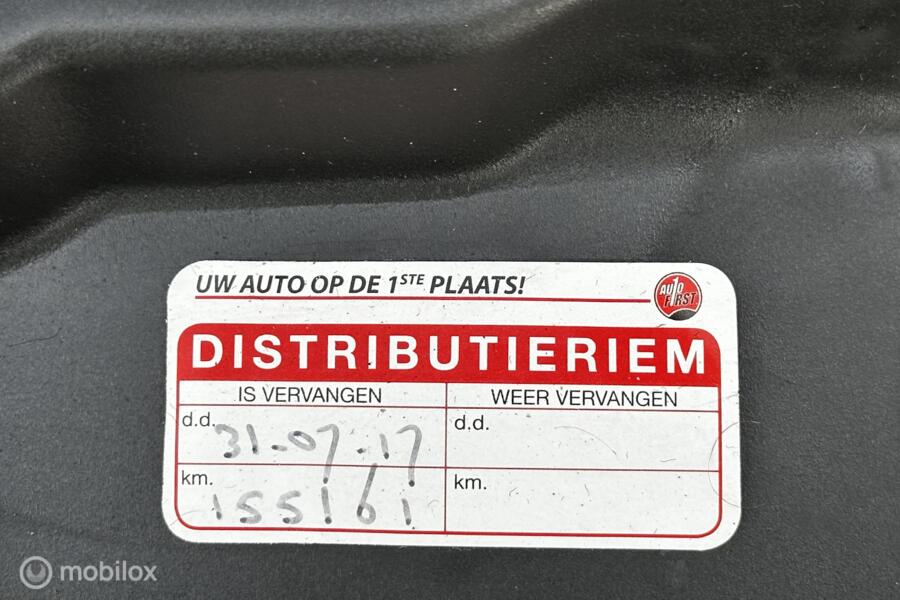 UW AUTO OP DE 1STE PLAATS!
AUTO FIRST
DISTRIBUTIERIEM
IS VERVANGEN
WEER VERVANGEN
d.d. 31-07-17
d.d.
km. 155161
km.
mobilox